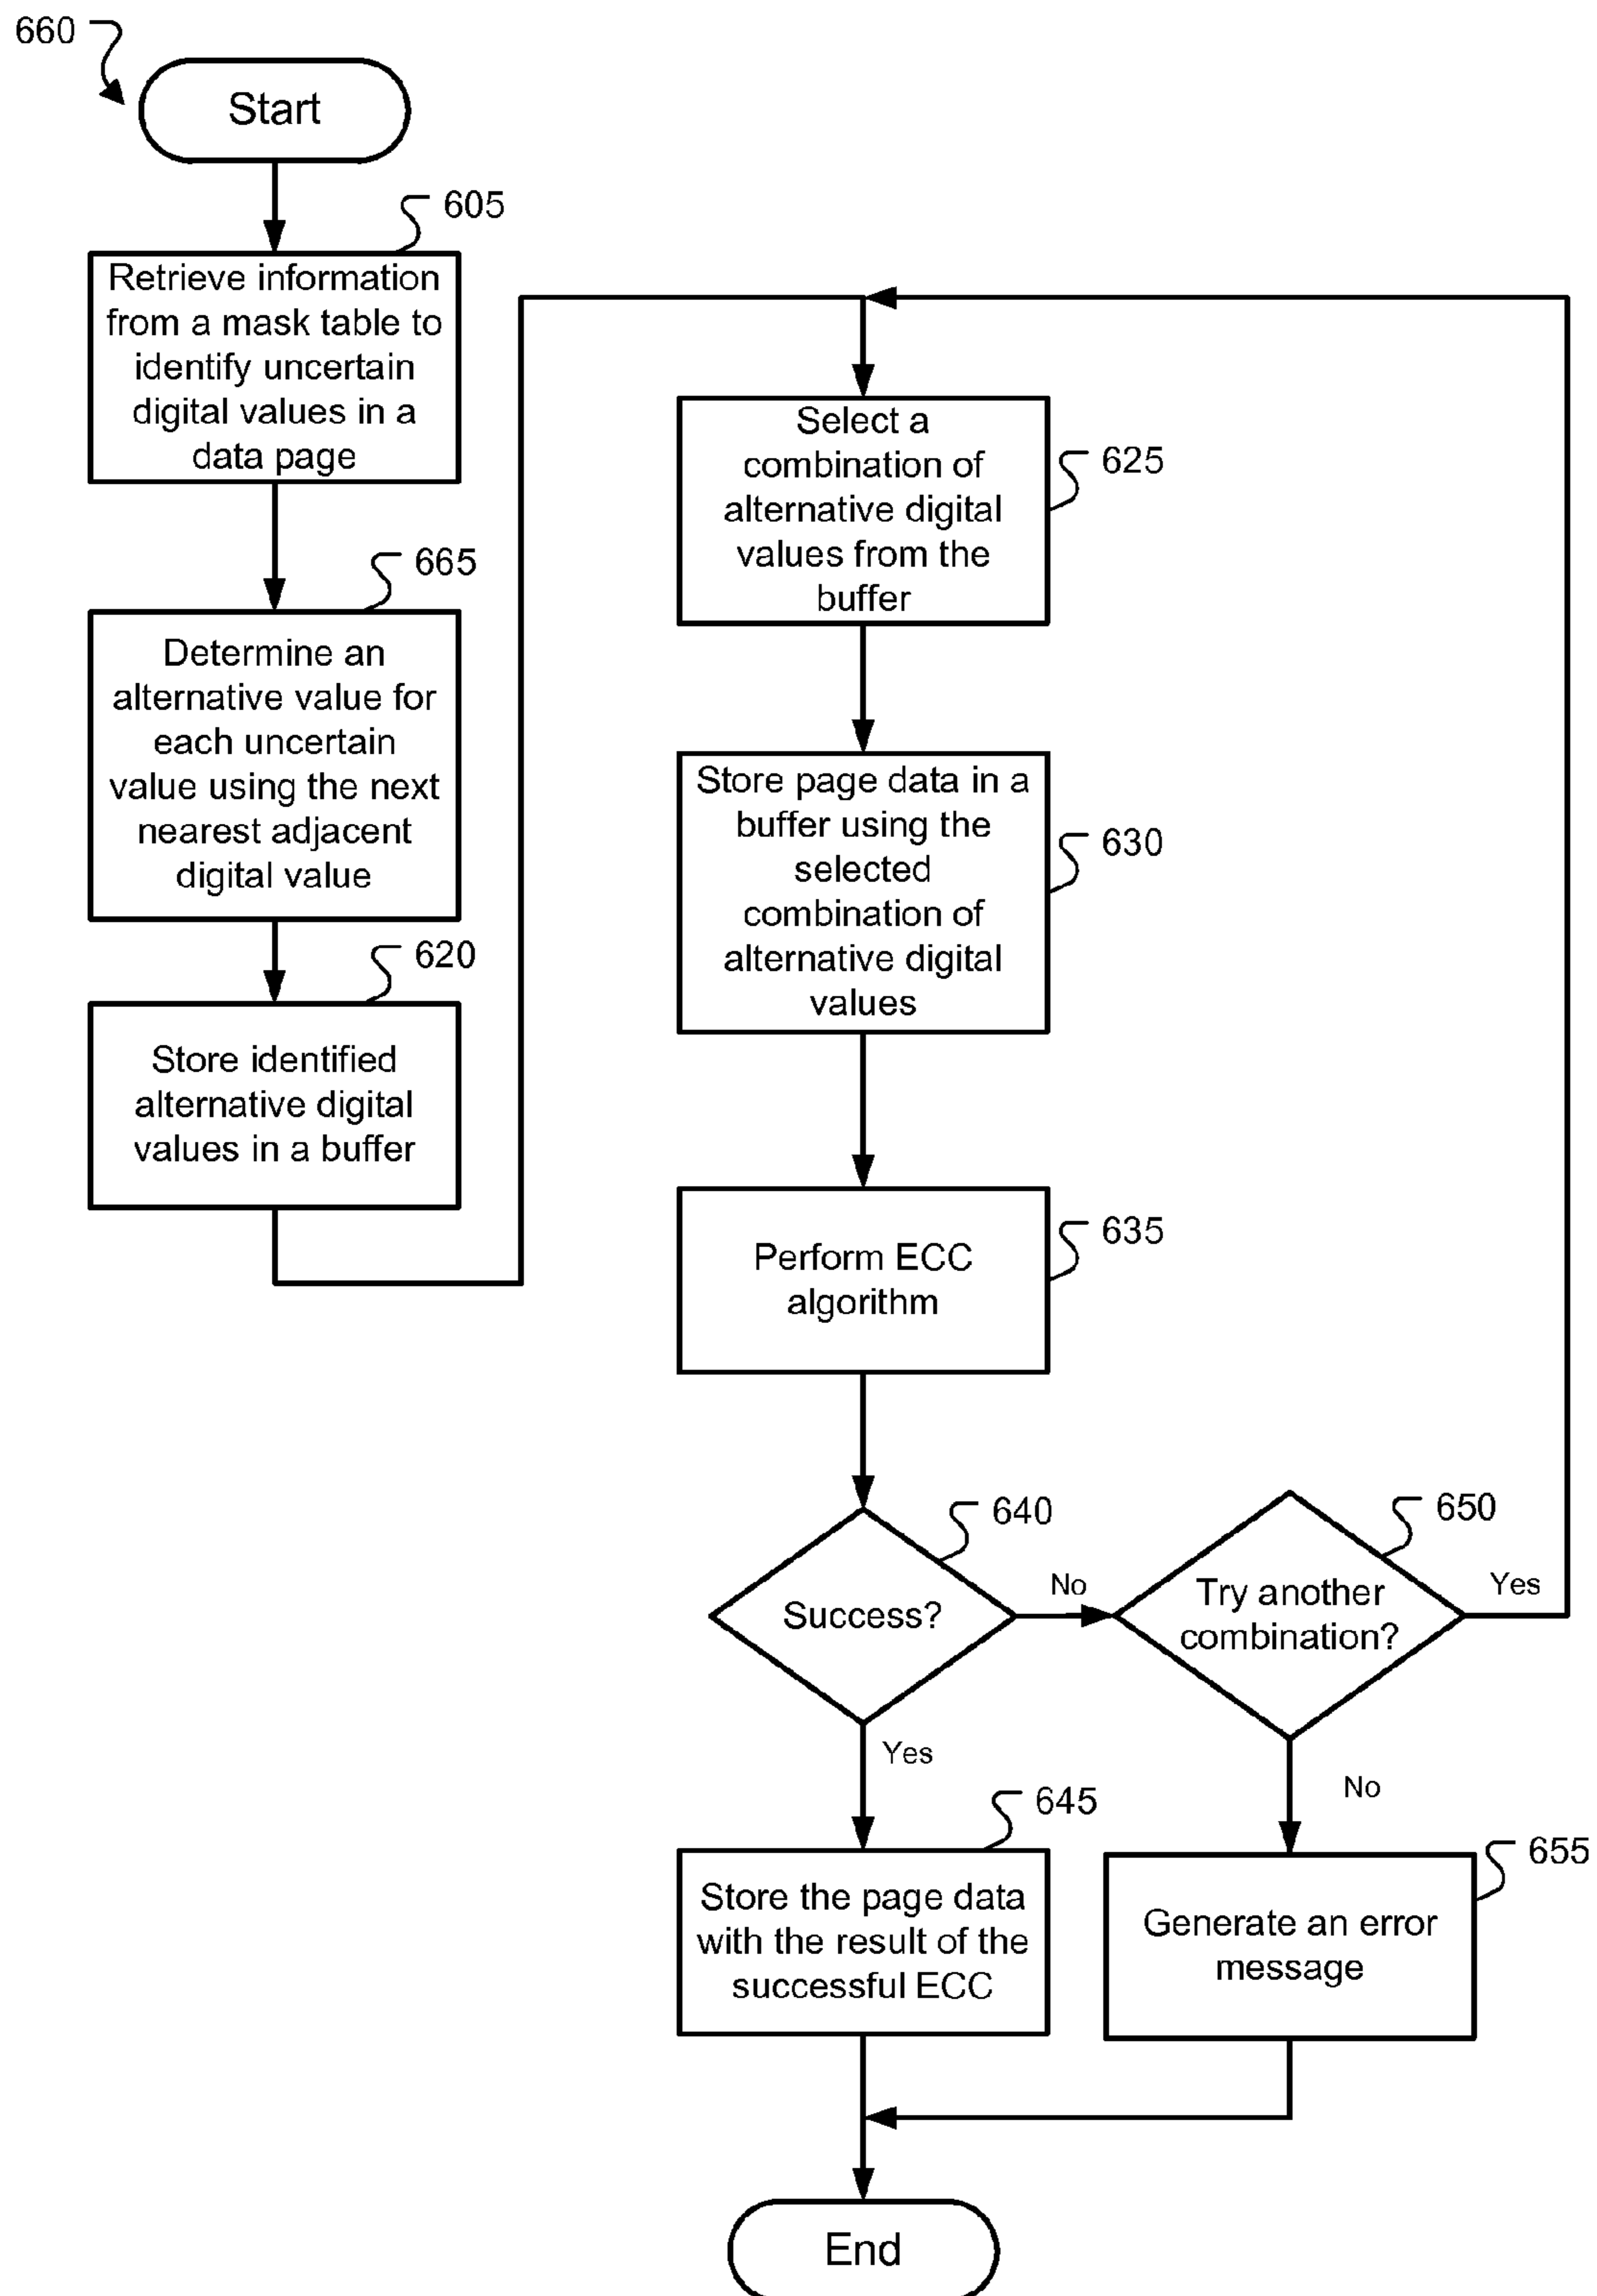 660
Start
605
Retrieve information
from a mask table to
identify uncertain
digital values in a
data page
665
Determine an
alternative value for
each uncertain
value using the next
nearest adjacent
digital value
620
Store identified
alternative digital
values in a buffer
Select a
combination of
alternative digital
values from the
buffer
625
Store page data in a
buffer using the
selected
combination of
alternative digital
values
630
Perform ECC
algorithm
635
640
Success?
No
Yes
650
Try another
combination?
Yes
No
645
Store the page data
with the result of the
successful ECC
655
Generate an error
message
End